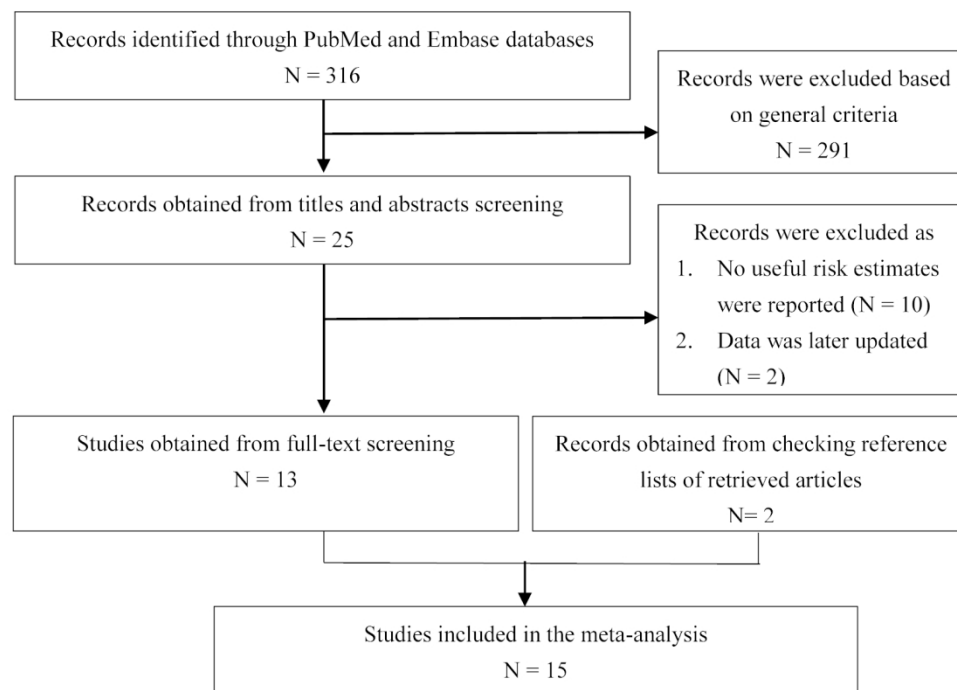 Records identified through PubMed and Embase databases
N = 316
Records were excluded based
on general criteria
N = 291
Records obtained from titles and abstracts screening
N = 25
Records were excluded as
1. No useful risk estimates
were reported (N = 10)
2. Data was later updated
(N = 2)
Studies obtained from full-text screening
N = 13
Records obtained from checking reference
lists of retrieved articles
N= 2
Studies included in the meta-analysis
N = 15